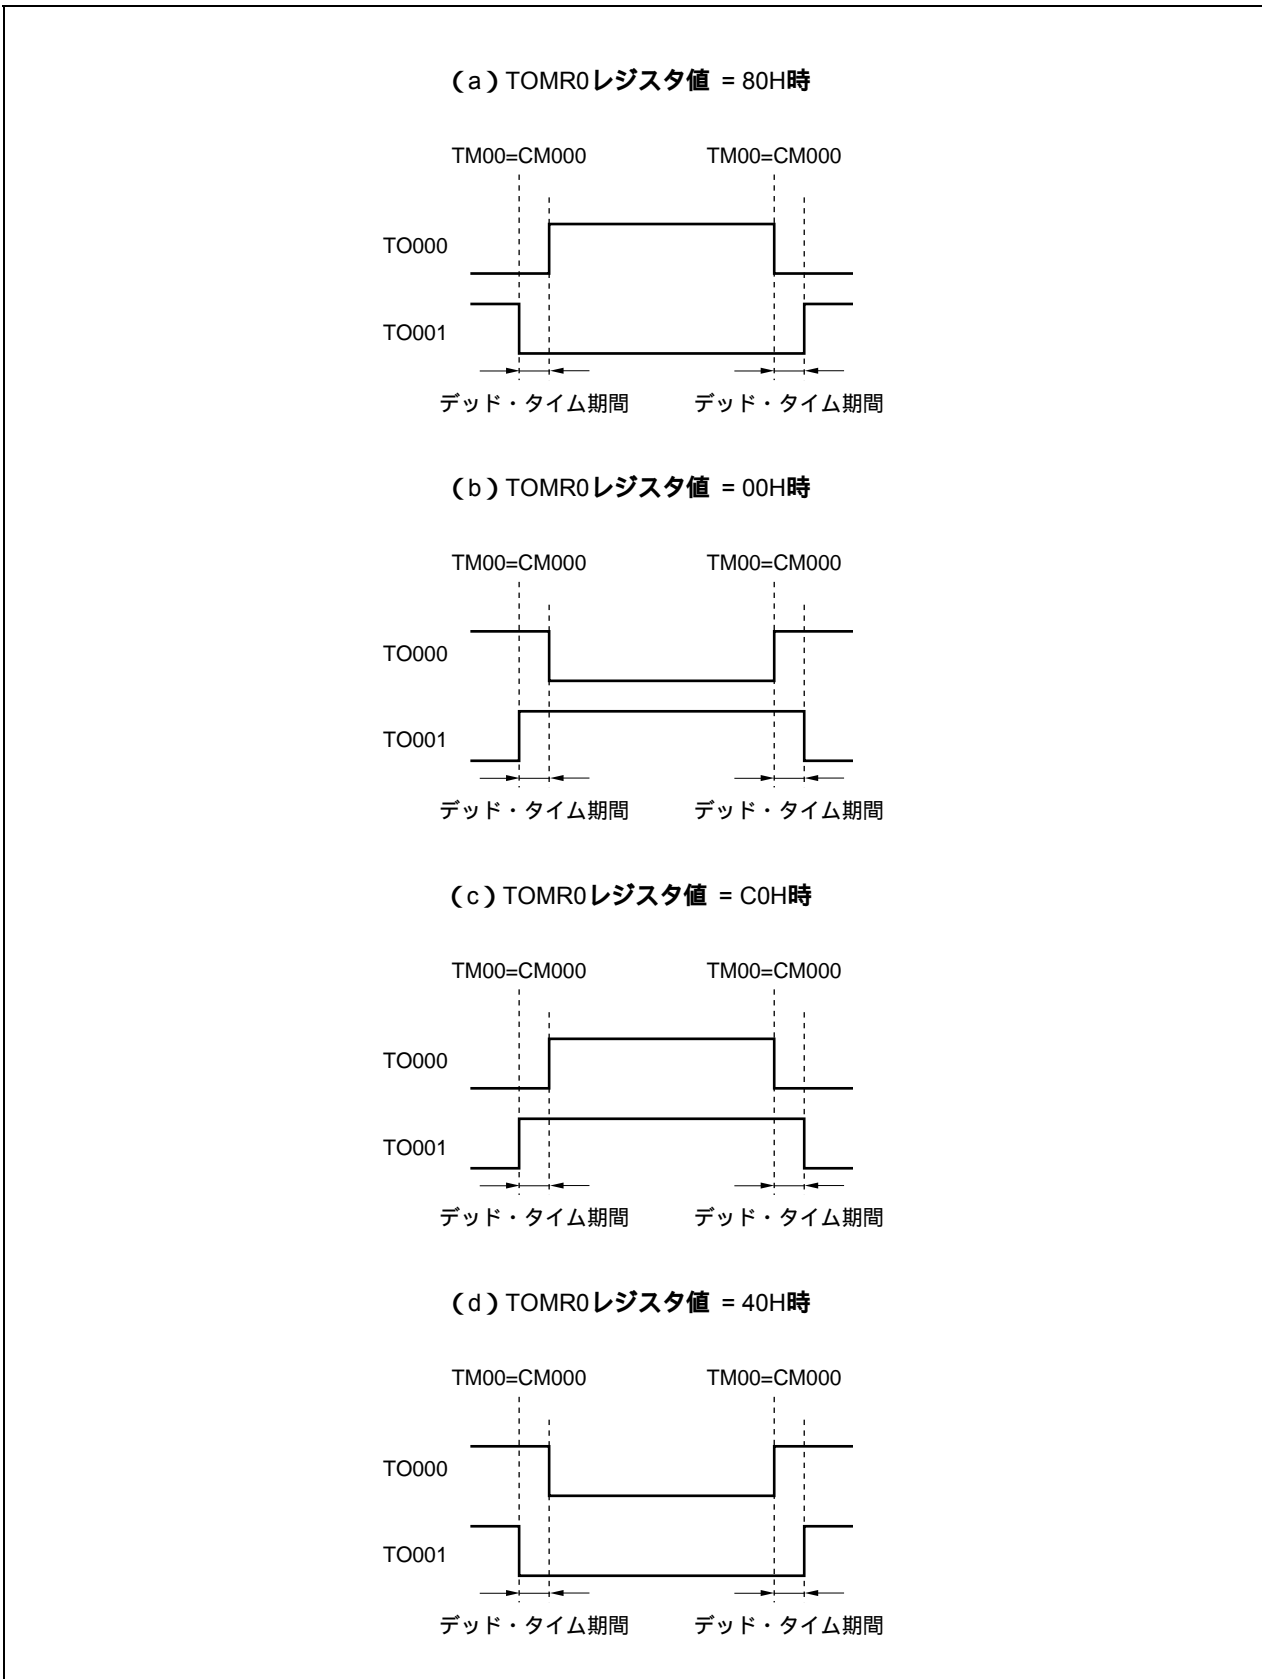 （a）TOMR0レジスタ値 = 80H時
TM00=CM000 TM00=CM000
TO000
TO001
デッド・タイム期間 デッド・タイム期間
（b）TOMR0レジスタ値 = 00H時
TM00=CM000 TM00=CM000
TO000
TO001
デッド・タイム期間 デッド・タイム期間
（c）TOMR0レジスタ値 = C0H時
TM00=CM000 TM00=CM000
TO000
TO001
デッド・タイム期間 デッド・タイム期間
（d）TOMR0レジスタ値 = 40H時
TM00=CM000 TM00=CM000
TO000
TO001
デッド・タイム期間 デッド・タイム期間